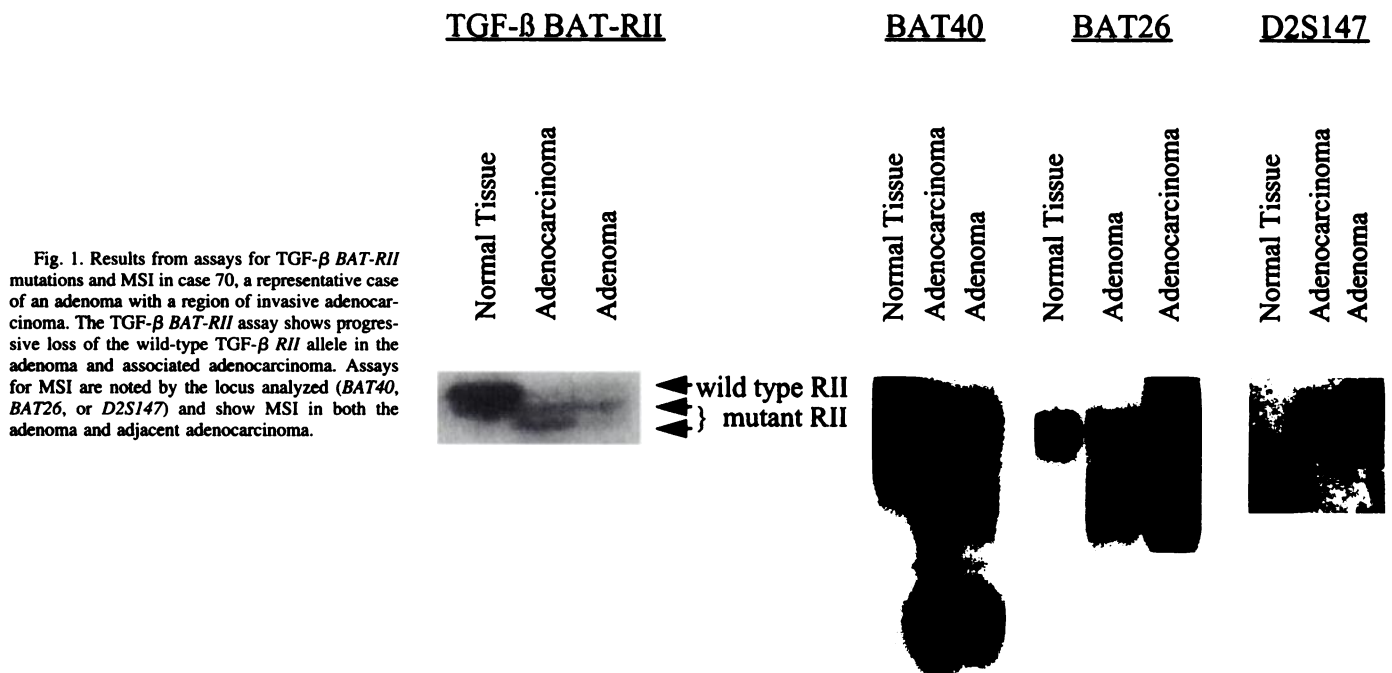 TGF-ß BAT-RII
BAT40
BAT26
D2S147
Normal Tissue
Adenocarcinoma
Adenoma
Normal Tissue
Adenocarcinoma
Adenoma
Normal Tissue
Adenoma
Adenocarcinoma
Normal Tissue
Adenocarcinoma
Adenoma
wild type RII
} mutant RII
Fig. 1. Results from assays for TGF-β BAT-RII
mutations and MSI in case 70, a representative case
of an adenoma with a region of invasive adenocar-
cinoma. The TGF-β BAT-RII assay shows progres-
sive loss of the wild-type TGF-β RII allele in the
adenoma and associated adenocarcinoma. Assays
for MSI are noted by the locus analyzed (BAT40,
BAT26, or D2S147) and show MSI in both the
adenoma and adjacent adenocarcinoma.